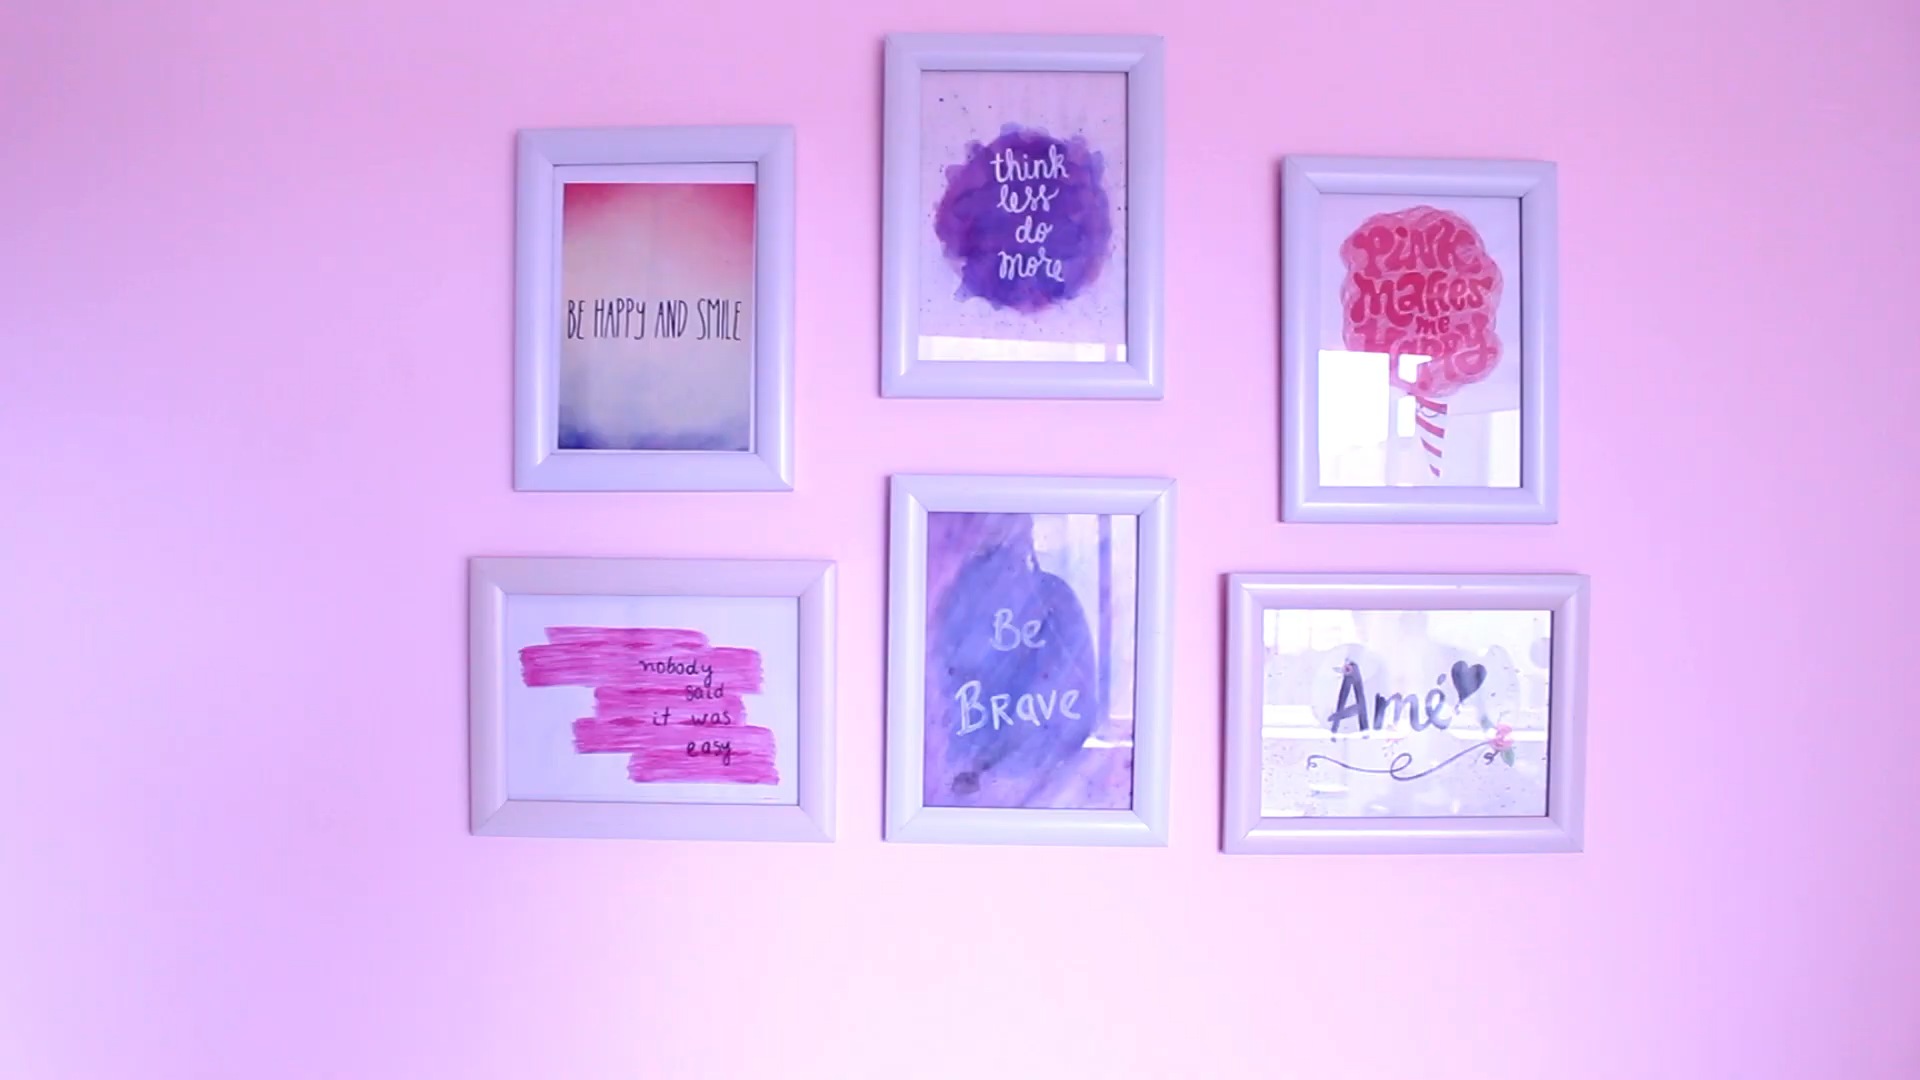 BE HAPPY AND SMILE
think
less
do
more
PINK
makes
me
Happy
nobody
said
it was
easy
Be
BRAVE
Amé